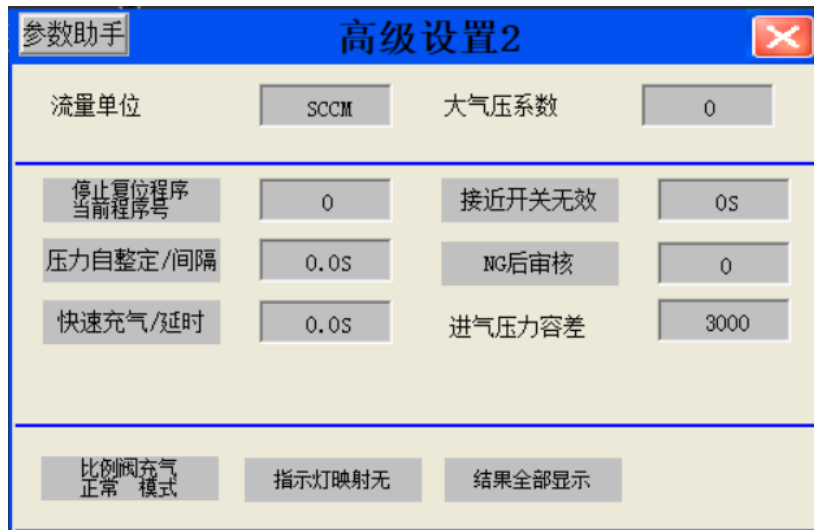 参数助手 高级设置2
流量单位 SCCM 大气压系数 0
停止复位程序
当前程序号 0 接近开关无效 0S
压力自整定/间隔 0.0S NG后审核 0
快速充气/延时 0.0S 进气压力容差 3000
比例阀充气
正常 模式 指示灯映射无 结果全部显示